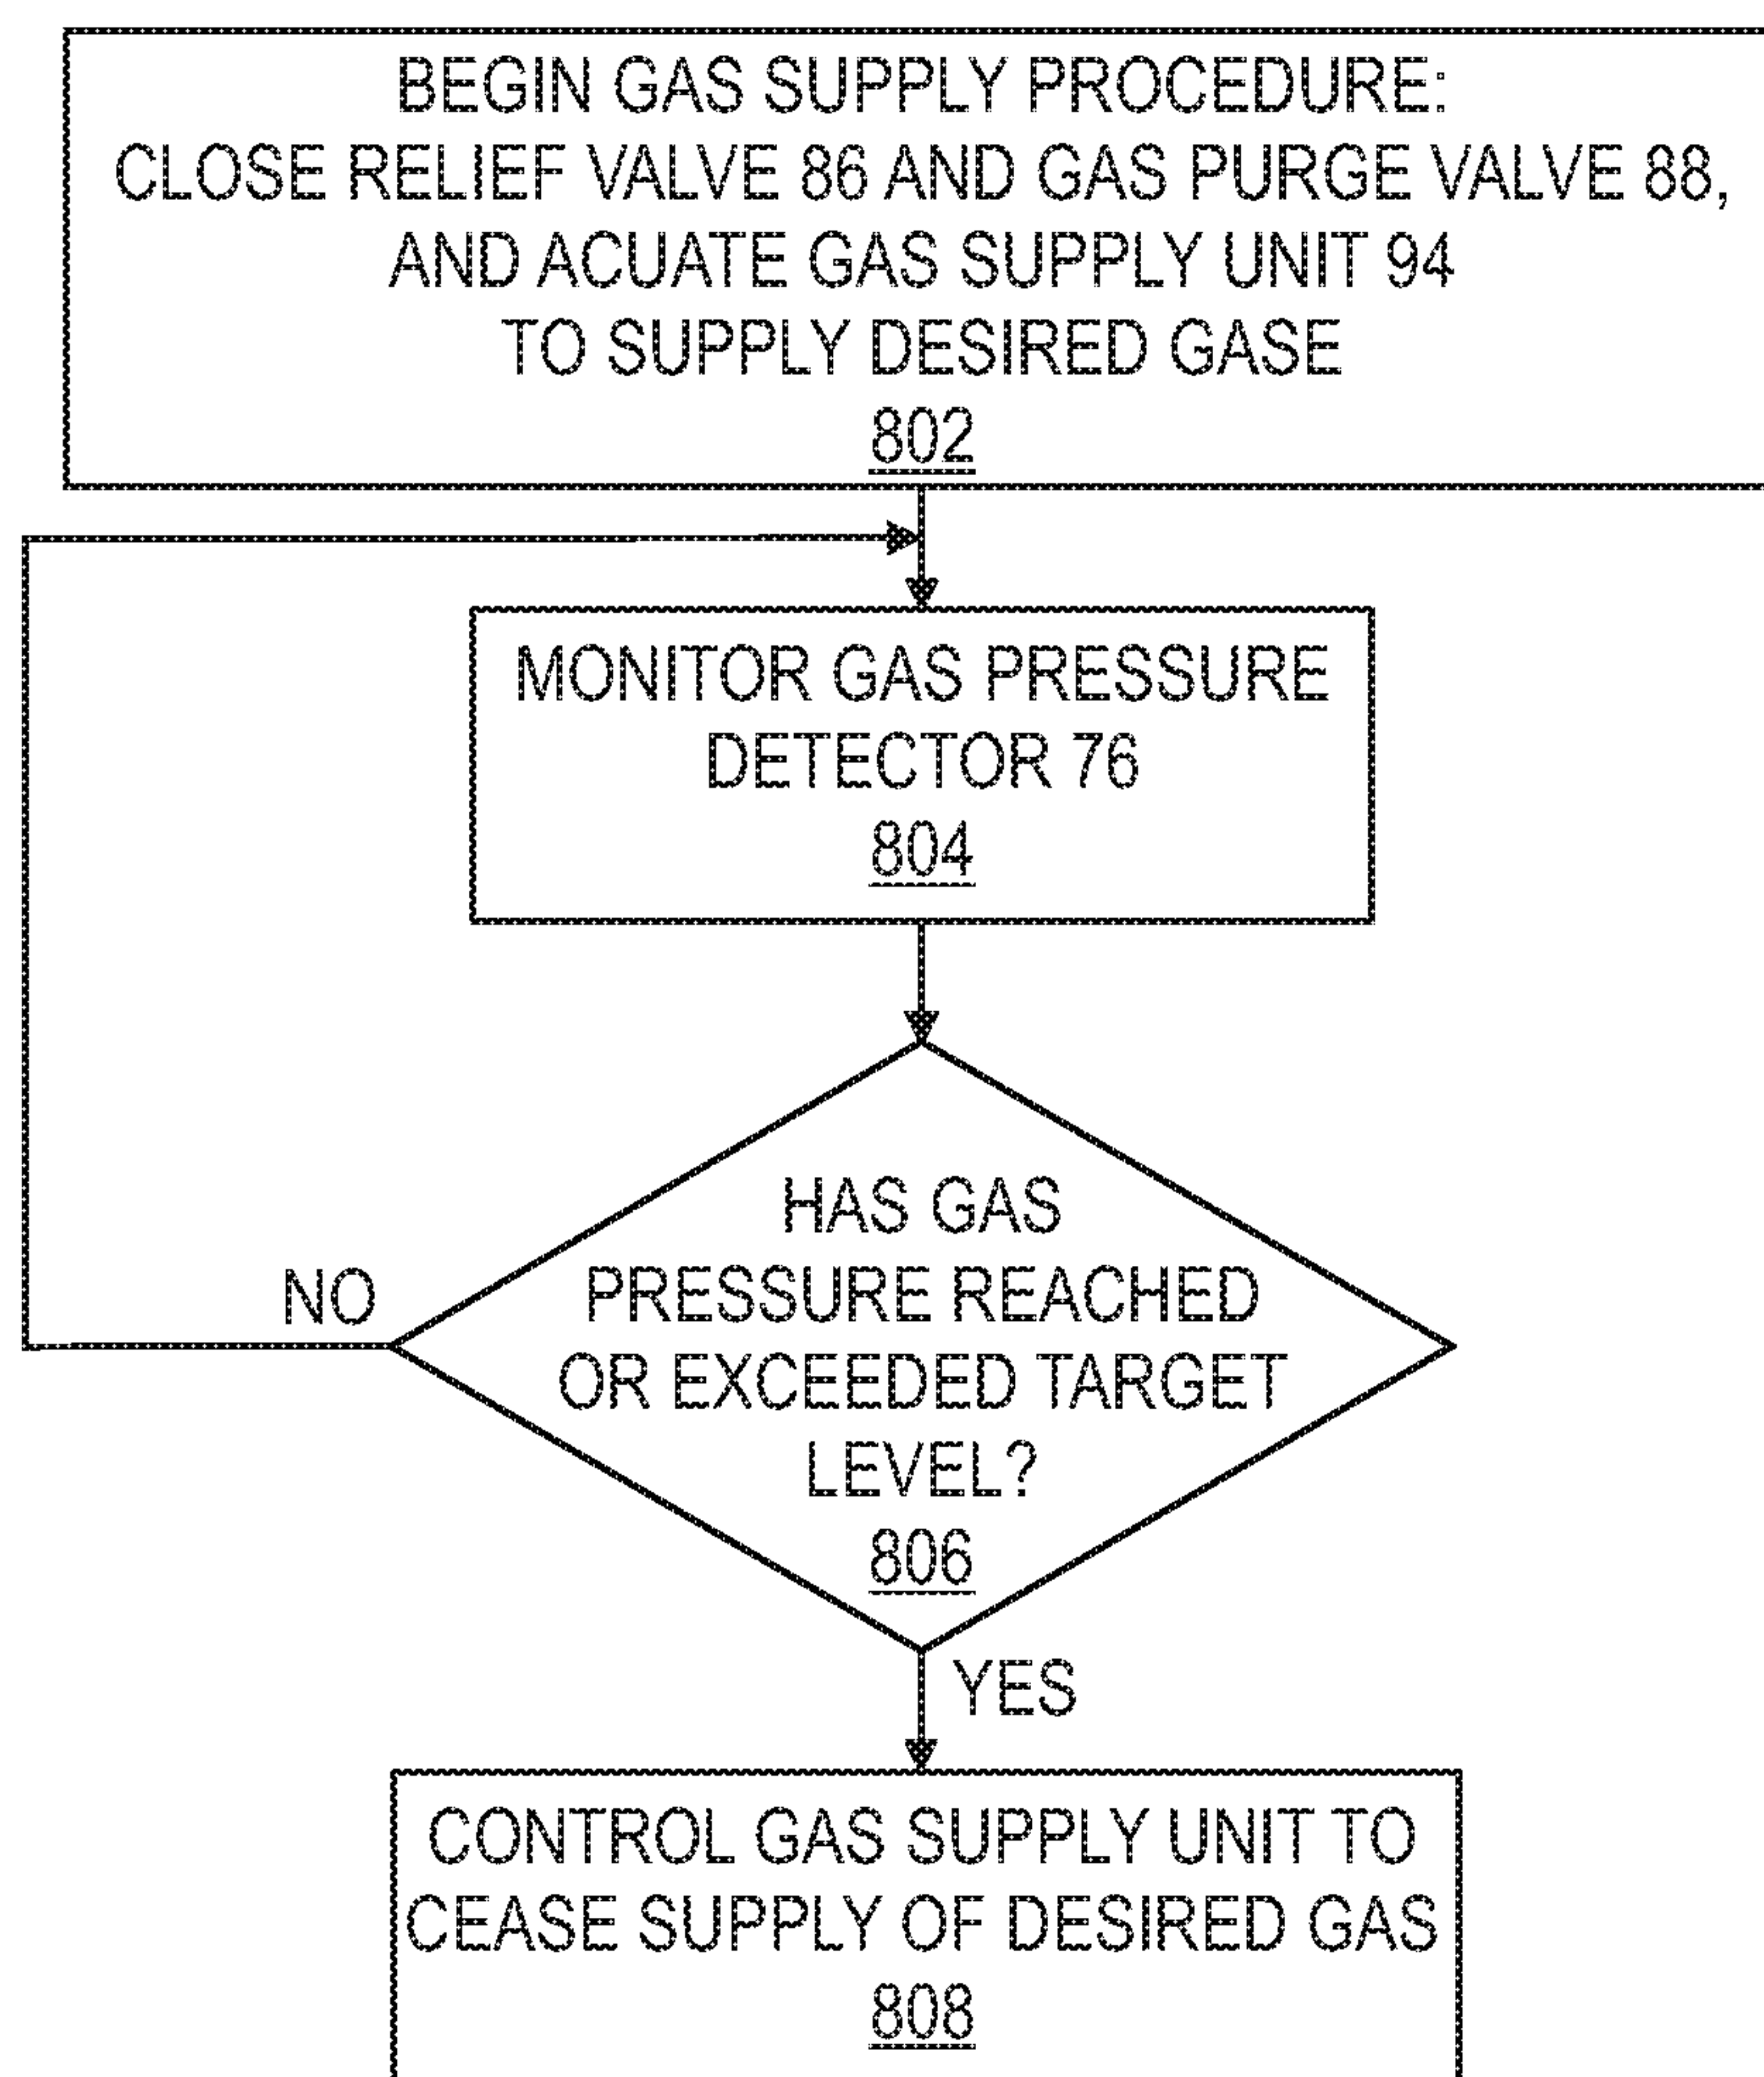 BEGIN GAS SUPPLY PROCEDURE:
CLOSE RELIEF VALVE 86 AND GAS PURGE VALVE 88,
AND ACUATE GAS SUPPLY UNIT 94
TO SUPPLY DESIRED GASE
802
MONITOR GAS PRESSURE
DETECTOR 76
804
HAS GAS
PRESSURE REACHED
OR EXCEEDED TARGET
LEVEL?
806
NO
YES
CONTROL GAS SUPPLY UNIT TO
CEASE SUPPLY OF DESIRED GAS
808